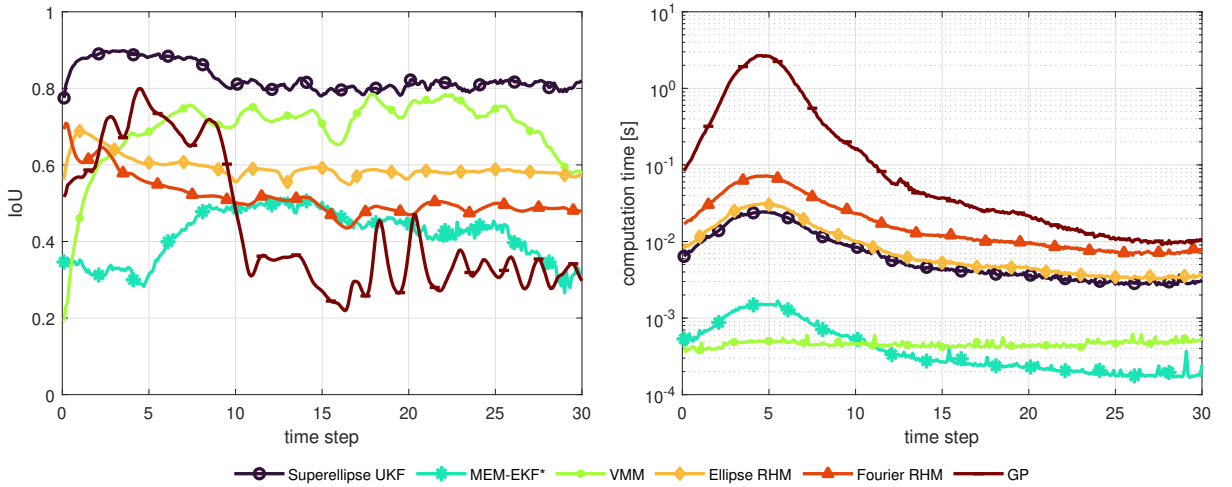 1
0.8
0.6
0.4
0.2
0
IoU
0 5 10 15 20 25 30
time step
10^1
10^0
10^-1
10^-2
10^-3
10^-4
computation time [s]
0 5 10 15 20 25 30
time step
Superellipse UKF MEM-EKF* VMM Ellipse RHM Fourier RHM GP